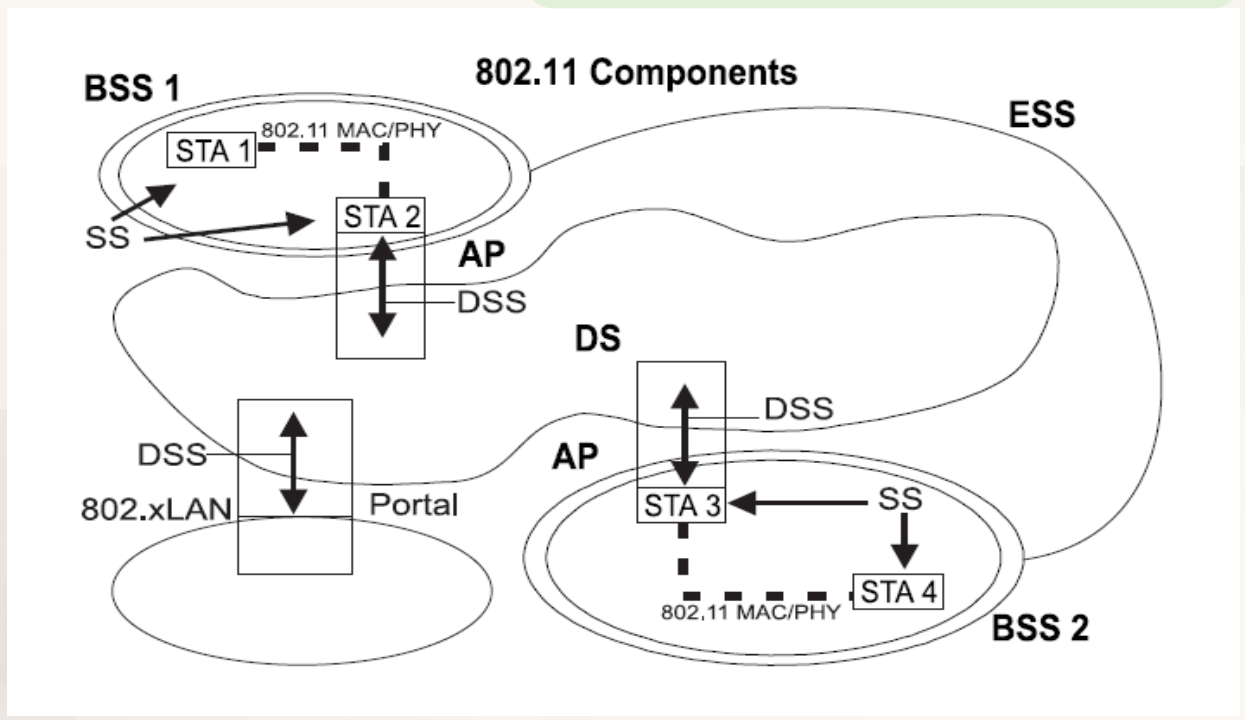 802.11 Components
BSS 1
ESS
802.11 MAC/PHY
STA 1
STA 2
SS
AP
DSS
DS
DSS
DSS
AP
802.xLAN
Portal
STA 3
SS
STA 4
802,11 MAC/PHY
BSS 2